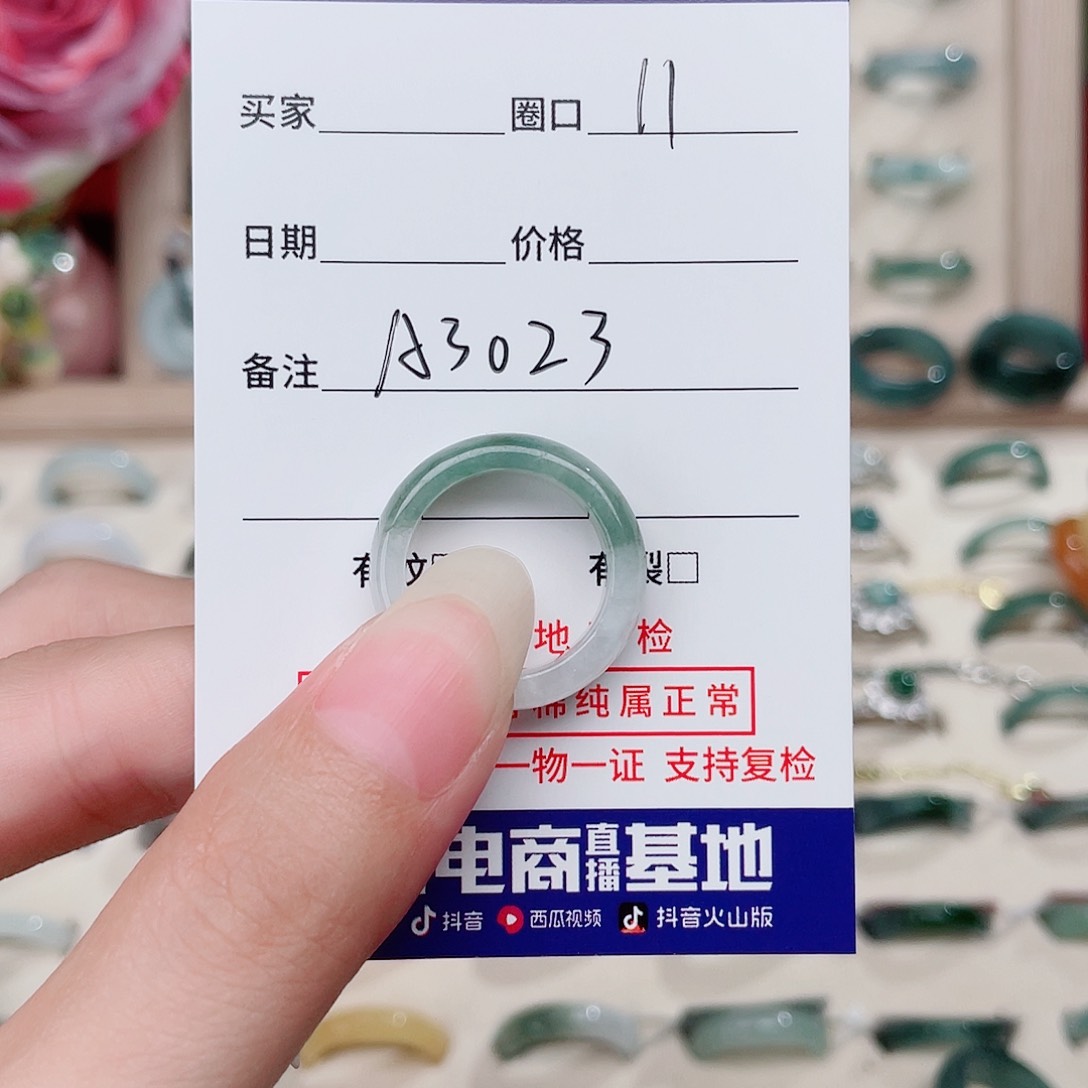 买家 圈口 11
日期 价格
备注 A3023
有 纹 有 裂
地 检
棉纯属正常
一物一证 支持复检
电商直播基地
抖音 西瓜视频 抖音火山版